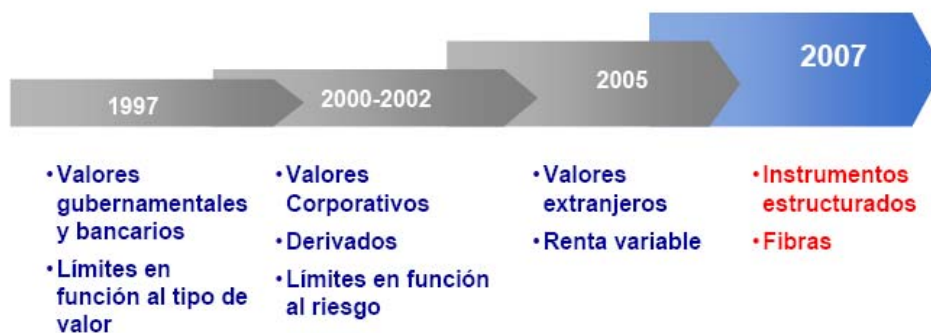 1997
2000-2002
2005
2007
•Valores
gubernamentales
y bancarios
•Límites en
función al tipo de
valor
•Valores
Corporativos
•Derivados
•Límites en función
al riesgo
•Valores
extranjeros
•Renta variable
•Instrumentos
estructurados
•Fibras